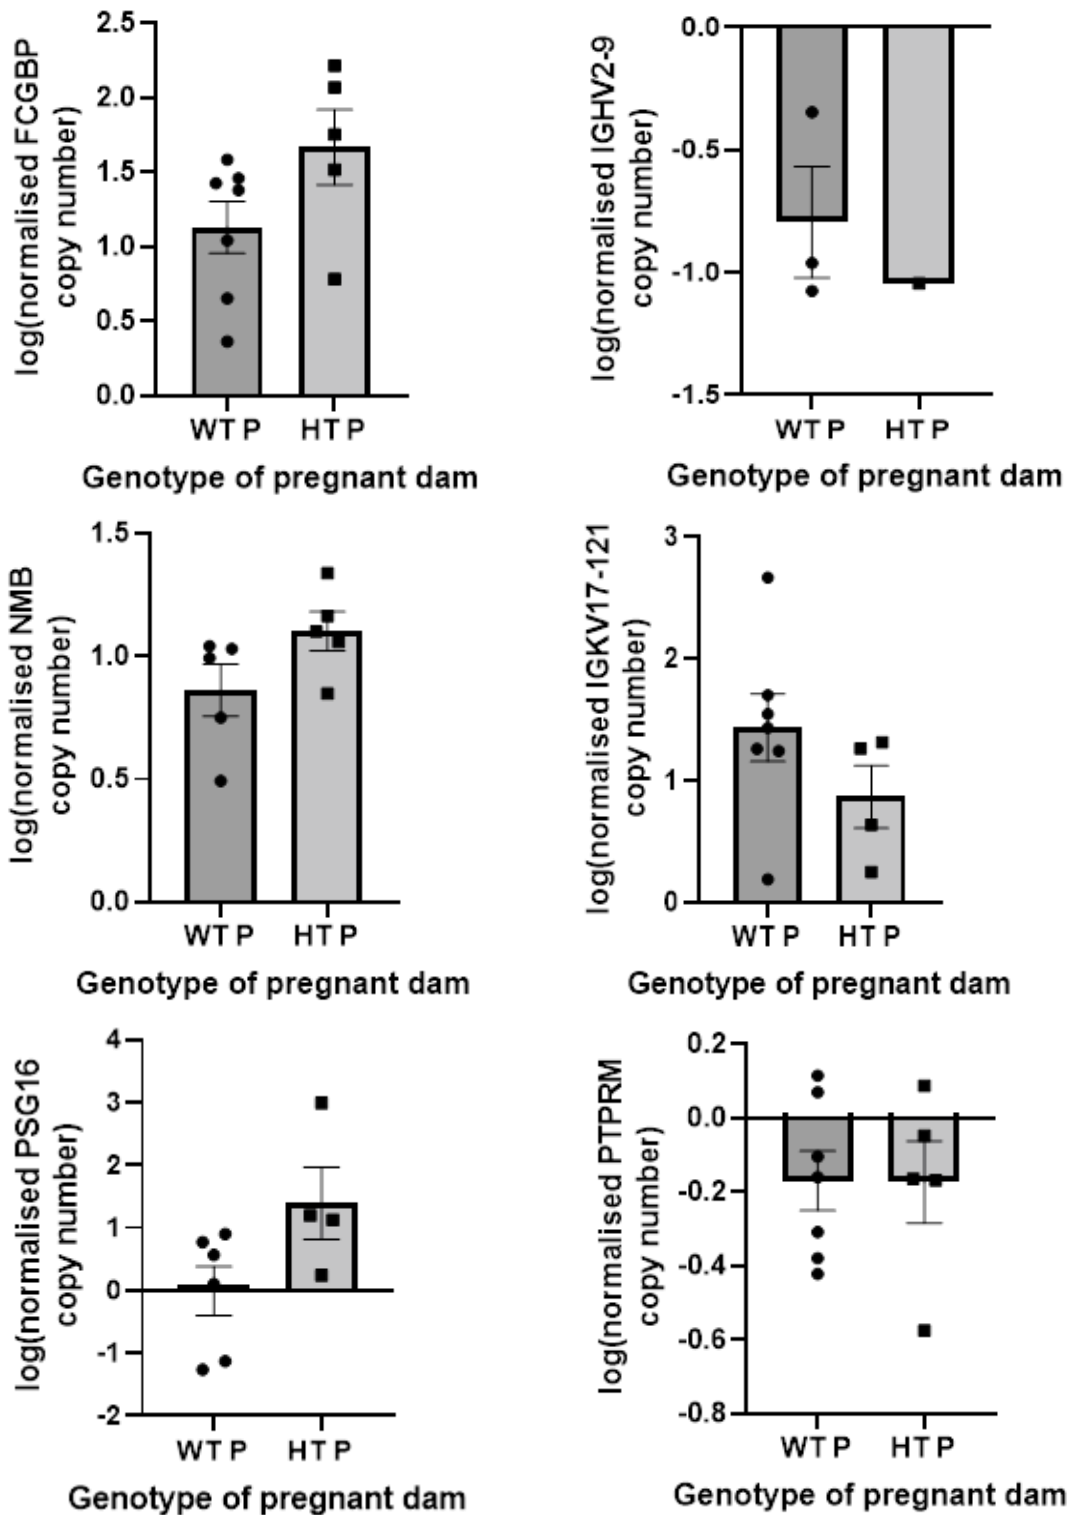 log(normalised FCGBP
copy number)
2.5
2.0
1.5
1.0
0.5
0.0
WT P HT P
Genotype of pregnant dam
log(normalised IGHV2-9
copy number)
0.0
-0.5
-1.0
-1.5
WT P HT P
Genotype of pregnant dam
log(normalised NMB
copy number)
1.5
1.0
0.5
0.0
WT P HT P
Genotype of pregnant dam
log(normalised IGKV17-121
copy number)
3
2
1
0
WT P HT P
Genotype of pregnant dam
log(normalised PSG16
copy number)
4
3
2
1
0
-1
-2
WT P HT P
Genotype of pregnant dam
log(normalised PTPRM
copy number)
0.2
0.0
-0.2
-0.4
-0.6
-0.8
WT P HT P
Genotype of pregnant dam